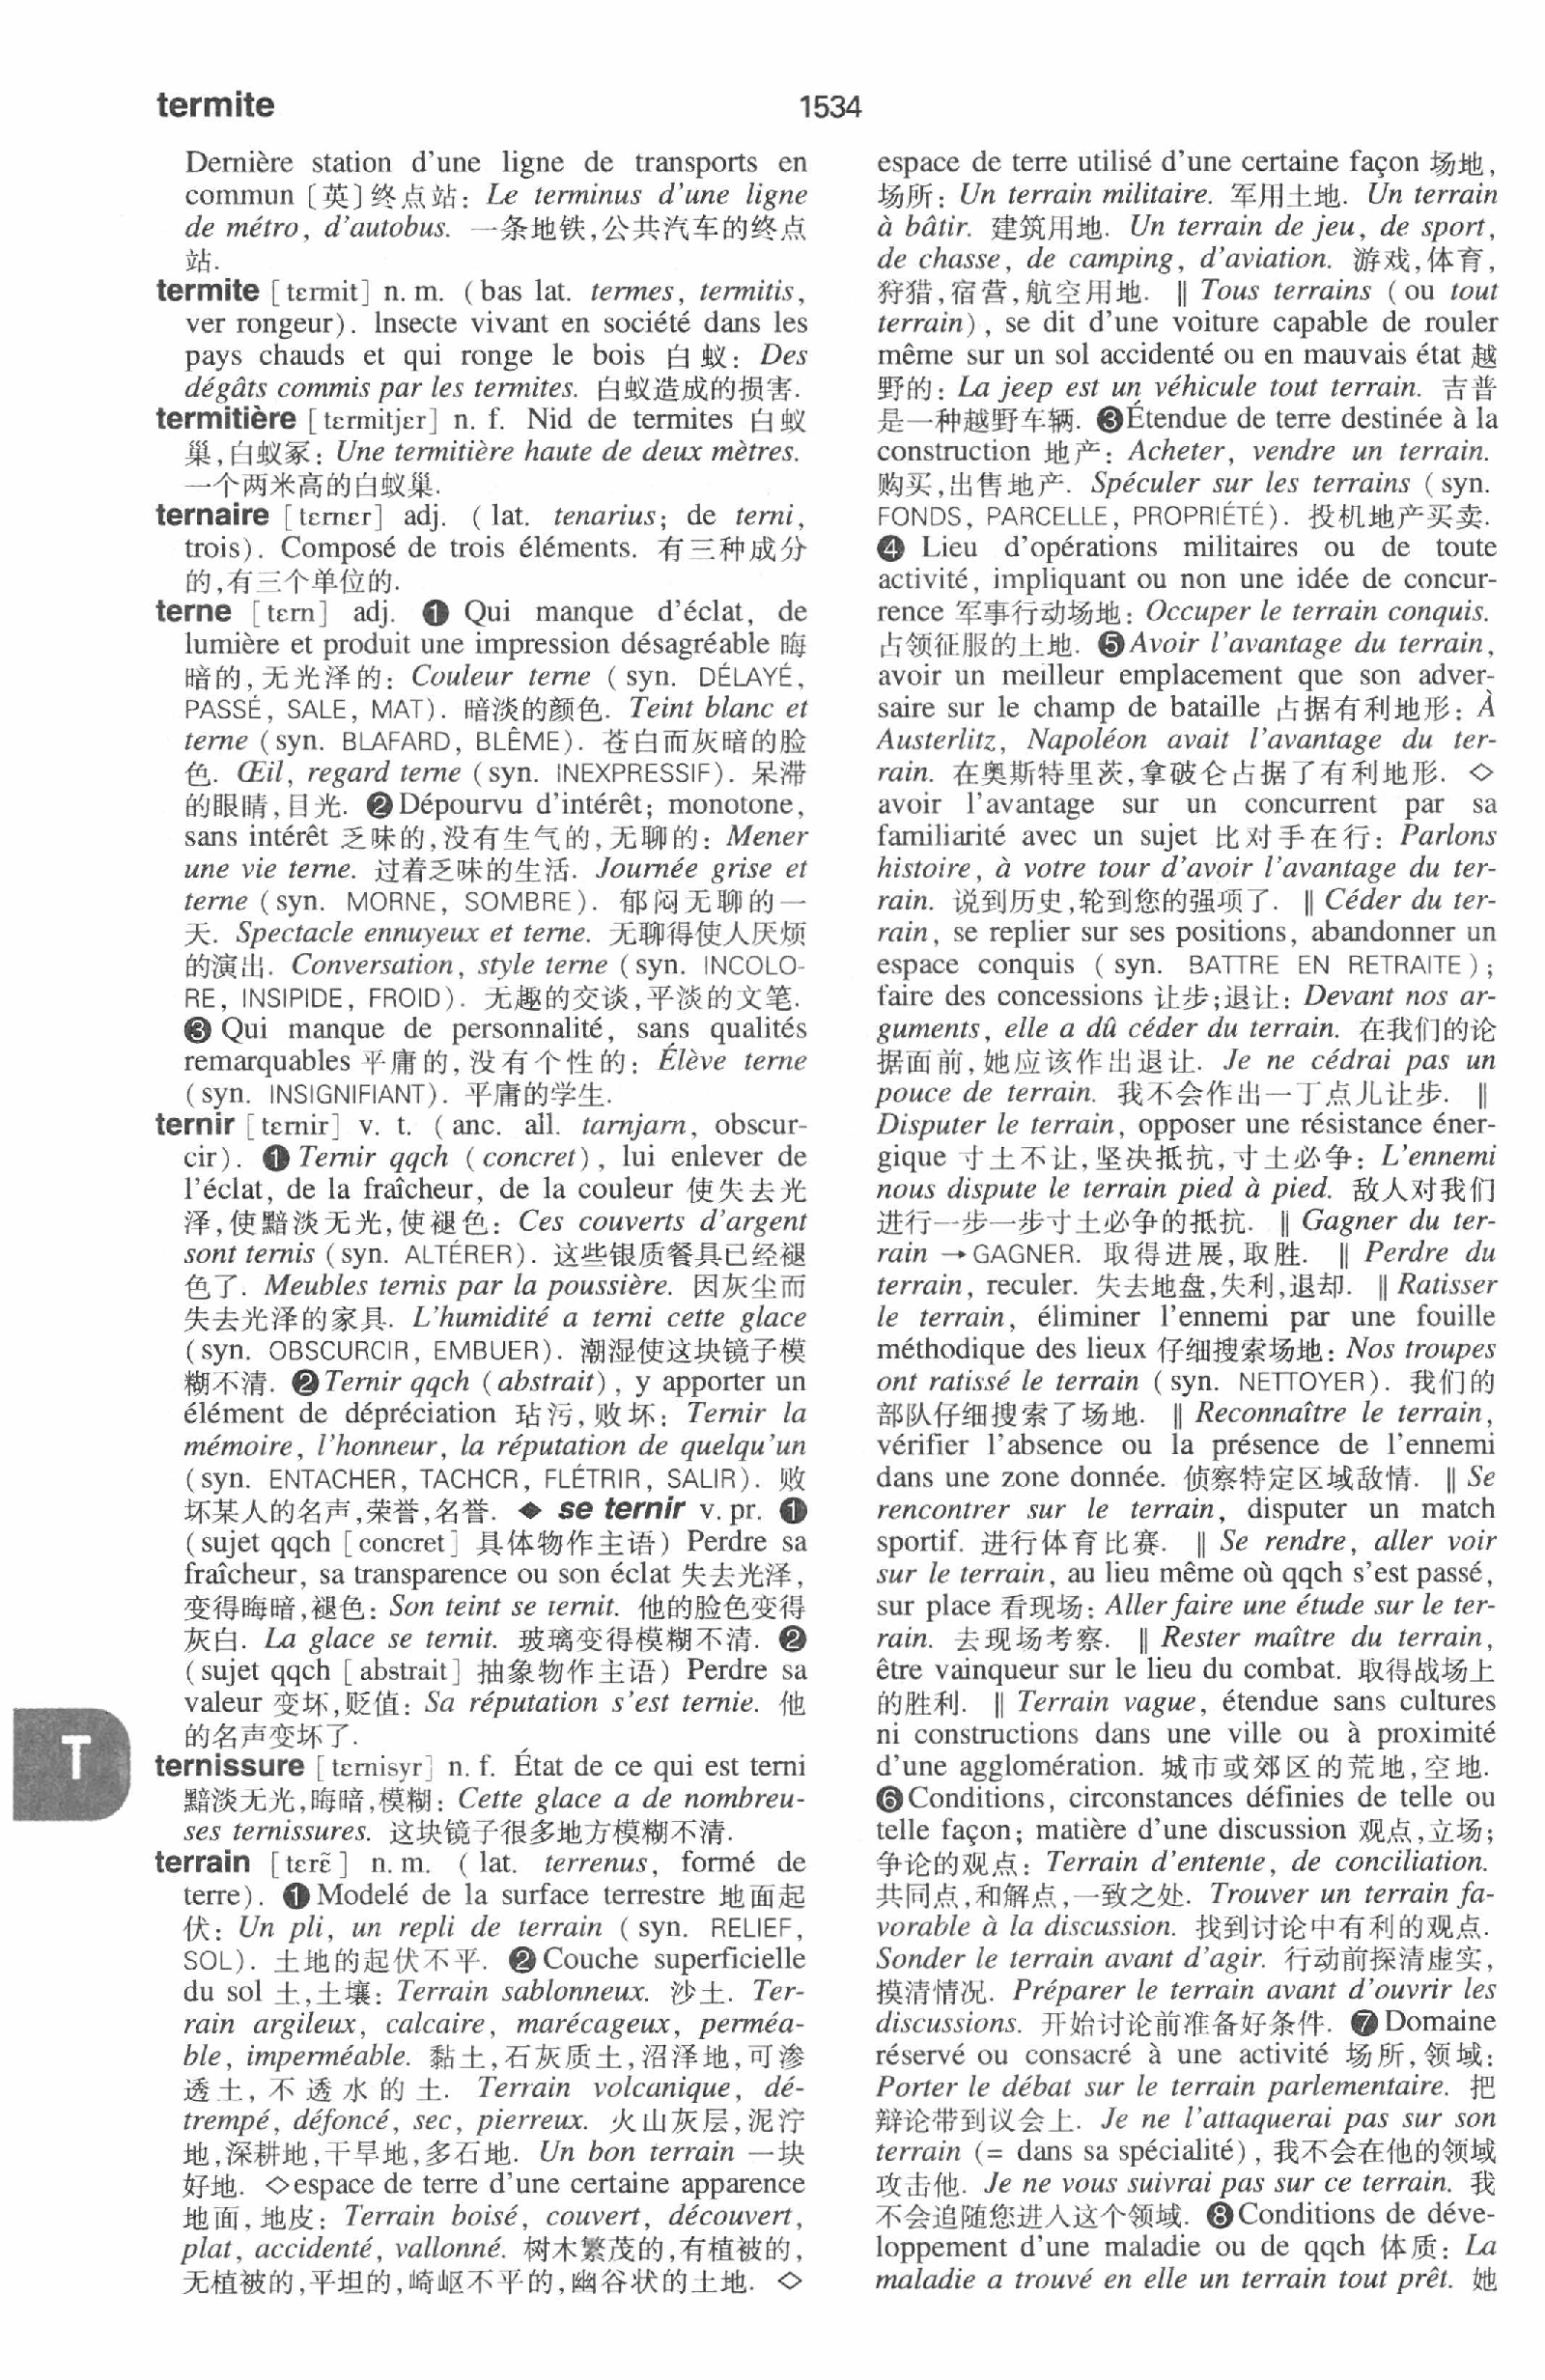 termite
1534
Dernière station d'une ligne de transports en
commun [英]终点站: Le terminus d'une ligne
de métro, d'autobus. 一条地铁,公共汽车的终点
站.
termite [tɛrmit] n. m. (bas lat. termes, termitis,
ver rongeur). Insecte vivant en société dans les
pays chauds et qui ronge le bois 白蚁: Des
dégâts commis par les termites. 白蚁造成的损害.
termitière [tɛrmitjɛr] n. f. Nid de termites 白蚁
巢,白蚁冢: Une termitière haute de deux mètres.
一个两米高的白蚁巢.
ternaire [tɛrnɛr] adj. (lat. tenarius; de terni,
trois). Composé de trois éléments. 有三种成分
的,有三个单位的.
terne [tɛrn] adj. ❶ Qui manque d'éclat, de
lumière et produit une impression désagréable 晦
暗的,无光泽的: Couleur terne (syn. DÉLAYÉ,
PASSÉ, SALE, MAT). 暗淡的颜色. Teint blanc et
terne (syn. BLAFARD, BLÊME). 苍白而灰暗的脸
色. Œil, regard terne (syn. INEXPRESSIF). 呆滞
的眼睛,目光. ❷Dépourvu d'intérêt; monotone,
sans intérêt 乏味的,没有生气的,无聊的: Mener
une vie terne. 过着乏味的生活. Journée grise et
terne (syn. MORNE, SOMBRE). 郁闷无聊的一
天. Spectacle ennuyeux et terne. 无聊得使人厌烦
的演出. Conversation, style terne (syn. INCOLO-
RE, INSIPIDE, FROID). 无趣的交谈,平淡的文笔.
❸ Qui manque de personnalité, sans qualités
remarquables 平庸的,没有个性的: Élève terne
(syn. INSIGNIFIANT). 平庸的学生.
ternir [tɛrnir] v. t. (anc. all. tarnjarn, obscur-
cir). ❶ Ternir qqch (concret), lui enlever de
l'éclat, de la fraîcheur, de la couleur 使失去光
泽,使黯淡无光,使褪色: Ces couverts d'argent
sont ternis (syn. ALTÉRER). 这些银质餐具已经褪
色了. Meubles ternis par la poussière. 因灰尘而
失去光泽的家具. L'humidité a terni cette glace
(syn. OBSCURCIR, EMBUER). 潮湿使这块镜子模
糊不清. ❷Ternir qqch (abstrait), y apporter un
élément de dépréciation 玷污,败坏: Ternir la
mémoire, l'honneur, la réputation de quelqu'un
(syn. ENTACHER, TACHCR, FLÉTRIR, SALIR). 败
坏某人的名声,荣誉,名誉. ◆ se ternir v. pr. ❶
(sujet qqch [concret] 具体物作主语) Perdre sa
fraîcheur, sa transparence ou son éclat 失去光泽,
变得晦暗,褪色: Son teint se ternit. 他的脸色变得
灰白. La glace se ternit. 玻璃变得模糊不清. ❷
(sujet qqch [abstrait] 抽象物作主语) Perdre sa
valeur 变坏,贬值: Sa réputation s'est ternie. 他
的名声变坏了.
ternissure [tɛrnisyr] n. f. État de ce qui est terni
黯淡无光,晦暗,模糊: Cette glace a de nombreu-
ses ternissures. 这块镜子很多地方模糊不清.
terrain [tɛrɛ̃] n. m. (lat. terrenus, formé de
terre). ❶Modelé de la surface terrestre 地面起
伏: Un pli, un repli de terrain (syn. RELIEF,
SOL). 土地的起伏不平. ❷Couche superficielle
du sol 土,土壤: Terrain sablonneux. 沙土. Ter-
rain argileux, calcaire, marécageux, perméa-
ble, imperméable. 黏土,石灰质土,沼泽地,可渗
透土,不透水的土. Terrain volcanique, dé-
trempé, défoncé, sec, pierreux. 火山灰层,泥泞
地,深耕地,干旱地,多石地. Un bon terrain 一块
好地. ◇espace de terre d'une certaine apparence
地面,地皮: Terrain boisé, couvert, découvert,
plat, accidenté, vallonné. 树木繁茂的,有植被的,
无植被的,平坦的,崎岖不平的,幽谷状的土地. ◇
T
espace de terre utilisé d'une certaine façon 场地,
场所: Un terrain militaire. 军用土地. Un terrain
à bâtir. 建筑用地. Un terrain de jeu, de sport,
de chasse, de camping, d'aviation. 游戏,体育,
狩猎,宿营,航空用地. ‖ Tous terrains (ou tout
terrain), se dit d'une voiture capable de rouler
même sur un sol accidenté ou en mauvais état 越
野的: La jeep est un véhicule tout terrain. 吉普
是一种越野车辆. ❸Étendue de terre destinée à la
construction 地产: Acheter, vendre un terrain.
购买,出售地产. Spéculer sur les terrains (syn.
FONDS, PARCELLE, PROPRIÉTÉ). 投机地产买卖.
❹ Lieu d'opérations militaires ou de toute
activité, impliquant ou non une idée de concur-
rence 军事行动场地: Occuper le terrain conquis.
占领征服的土地. ❺Avoir l'avantage du terrain,
avoir un meilleur emplacement que son adver-
saire sur le champ de bataille 占据有利地形: À
Austerlitz, Napoléon avait l'avantage du ter-
rain. 在奥斯特里茨,拿破仑占据了有利地形. ◇
avoir l'avantage sur un concurrent par sa
familiarité avec un sujet 比对手在行: Parlons
histoire, à votre tour d'avoir l'avantage du ter-
rain. 说到历史,轮到您的强项了. ‖ Céder du ter-
rain, se replier sur ses positions, abandonner un
espace conquis (syn. BATTRE EN RETRAITE);
faire des concessions 让步;退让: Devant nos ar-
guments, elle a dû céder du terrain. 在我们的论
据面前,她应该作出退让. Je ne cédrai pas un
pouce de terrain. 我不会作出一丁点儿让步. ‖
Disputer le terrain, opposer une résistance éner-
gique 寸土不让,坚决抵抗,寸土必争: L'ennemi
nous dispute le terrain pied à pied. 敌人对我们
进行一步一步寸土必争的抵抗. ‖ Gagner du ter-
rain →GAGNER. 取得进展,取胜. ‖ Perdre du
terrain, reculer. 失去地盘,失利,退却. ‖ Ratisser
le terrain, éliminer l'ennemi par une fouille
méthodique des lieux 仔细搜索场地: Nos troupes
ont ratissé le terrain (syn. NETTOYER). 我们的
部队仔细搜索了场地. ‖ Reconnaître le terrain,
vérifier l'absence ou la présence de l'ennemi
dans une zone donnée. 侦察特定区域敌情. ‖ Se
rencontrer sur le terrain, disputer un match
sportif. 进行体育比赛. ‖ Se rendre, aller voir
sur le terrain, au lieu même où qqch s'est passé,
sur place 看现场: Aller faire une étude sur le ter-
rain. 去现场考察. ‖ Rester maître du terrain,
être vainqueur sur le lieu du combat. 取得战场上
的胜利. ‖ Terrain vague, étendue sans cultures
ni constructions dans une ville ou à proximité
d'une agglomération. 城市或郊区的荒地,空地.
❻Conditions, circonstances définies de telle ou
telle façon; matière d'une discussion 观点,立场;
争论的观点: Terrain d'entente, de conciliation.
共同点,和解点,一致之处. Trouver un terrain fa-
vorable à la discussion. 找到讨论中有利的观点.
Sonder le terrain avant d'agir. 行动前探清虚实,
摸清情况. Préparer le terrain avant d'ouvrir les
discussions. 开始讨论前准备好条件. ❼Domaine
réservé ou consacré à une activité 场所,领域:
Porter le débat sur le terrain parlementaire. 把
辩论带到议会上. Je ne l'attaquerai pas sur son
terrain (= dans sa spécialité), 我不会在他的领域
攻击他. Je ne vous suivrai pas sur ce terrain. 我
不会追随您进入这个领域. ❽Conditions de déve-
loppement d'une maladie ou de qqch 体质: La
maladie a trouvé en elle un terrain tout prêt. 她